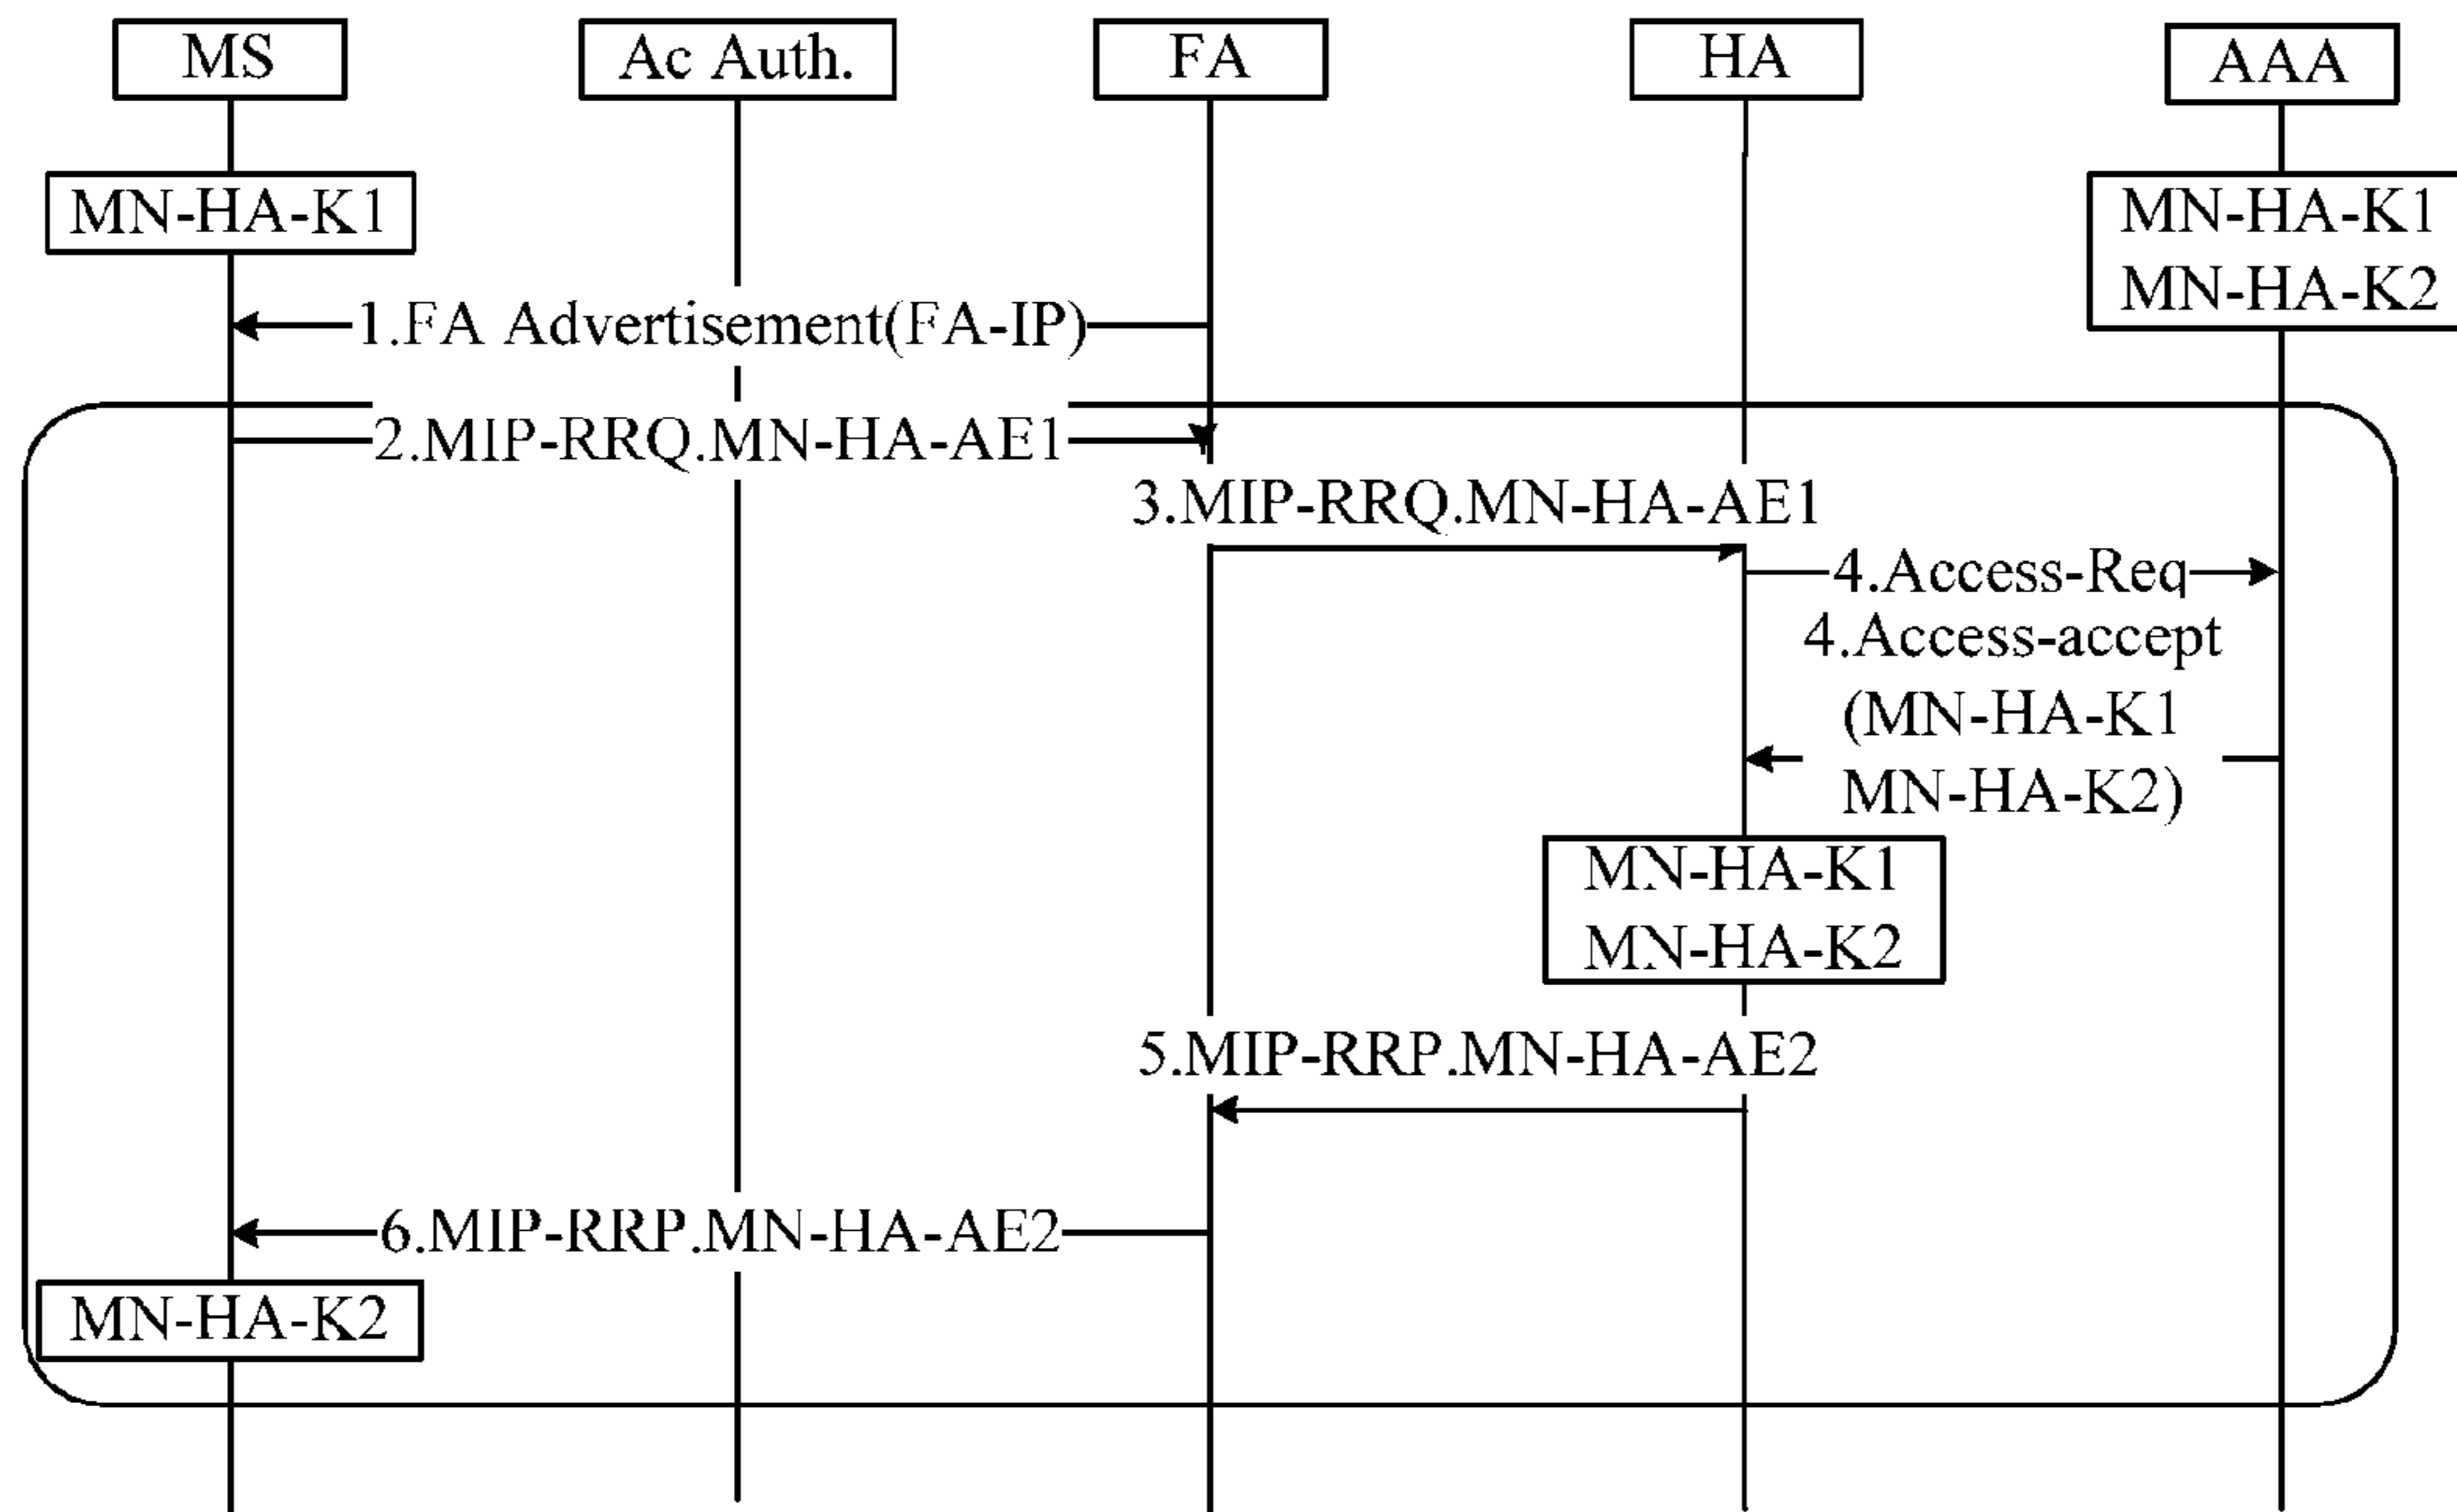 MS
Ac Auth.
FA
HA
AAA
MN-HA-K1
MN-HA-K1
MN-HA-K2
1.FA Advertisement(FA-IP)
2.MIP-RRQ.MN-HA-AE1
3.MIP-RRQ.MN-HA-AE1
4.Access-Req
4.Access-accept
(MN-HA-K1
MN-HA-K2)
MN-HA-K1
MN-HA-K2
5.MIP-RRP.MN-HA-AE2
6.MIP-RRP.MN-HA-AE2
MN-HA-K2